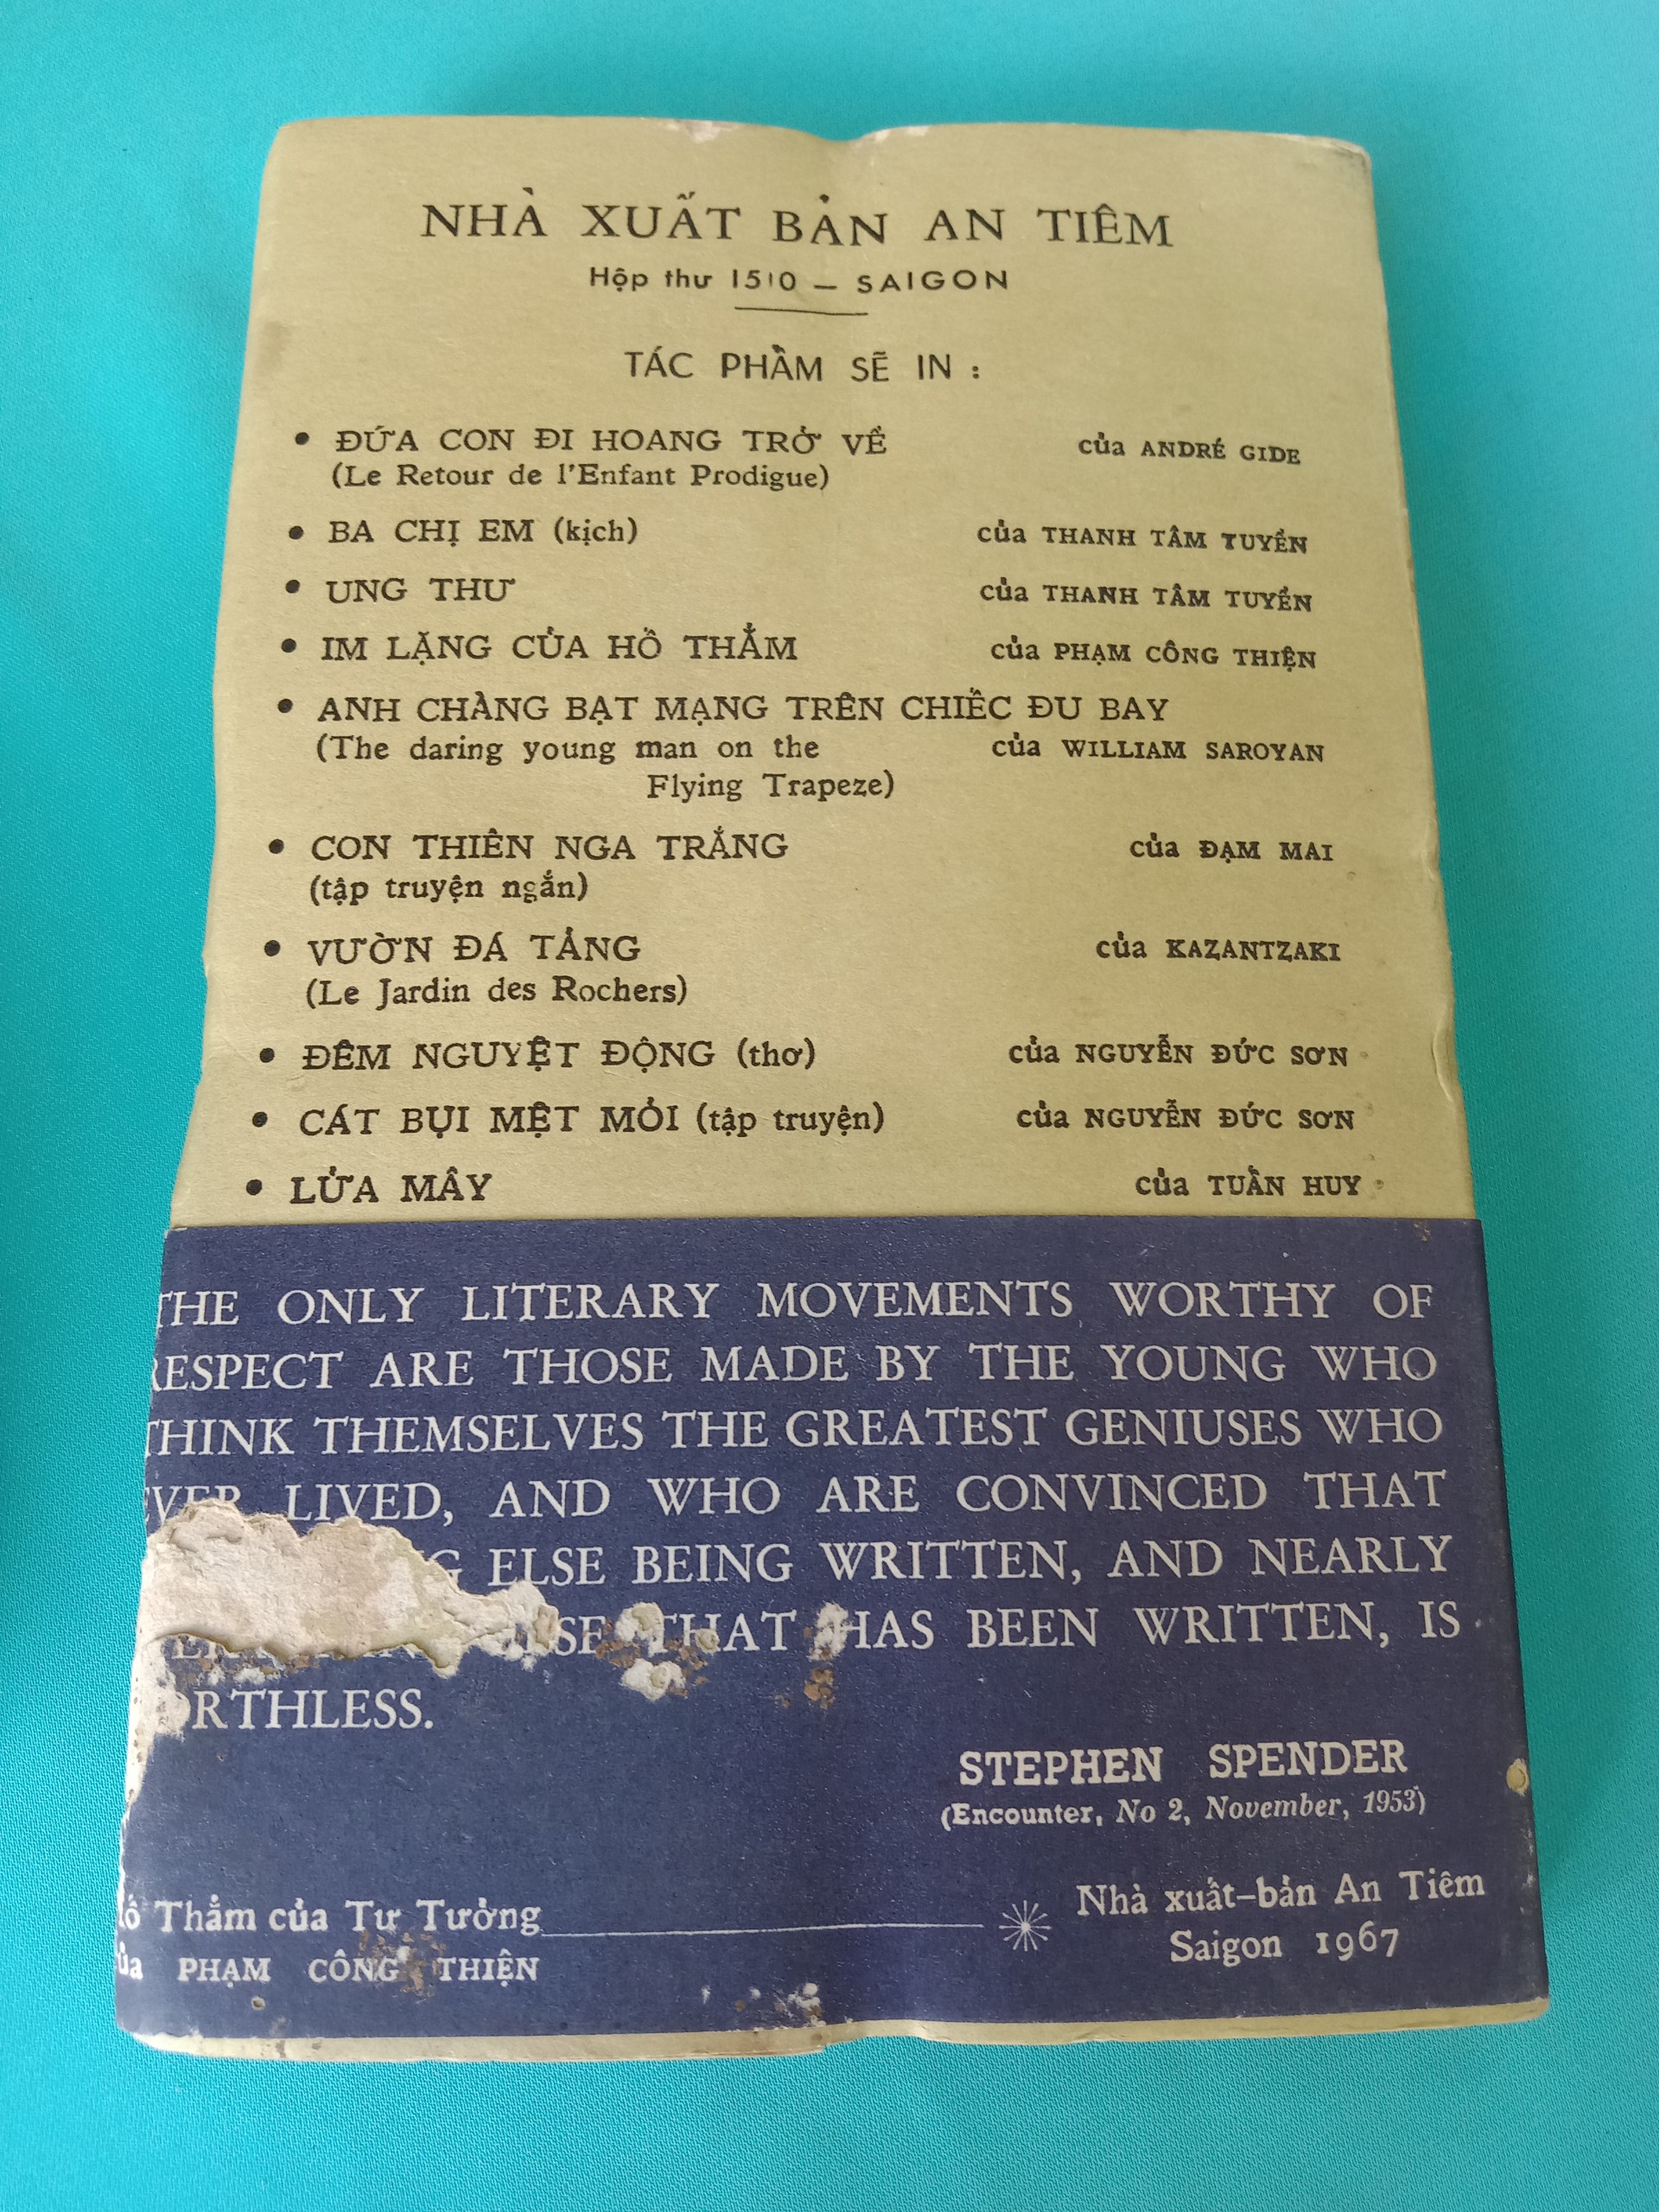 NHÀ XUẤT BẢN AN TIÊM
Hộp thư 1510 — SAIGON
TÁC PHẨM SẼ IN :
• ĐỨA CON ĐI HOANG TRỞ VỀ của ANDRÉ GIDE
(Le Retour de l'Enfant Prodigue)
• BA CHỊ EM (kịch) của THANH TÂM TUYỀN
• UNG THƯ của THANH TÂM TUYỀN
• IM LẶNG CỦA HỐ THẲM của PHẠM CÔNG THIỆN
• ANH CHÀNG BẠT MẠNG TRÊN CHIẾC ĐU BAY
(The daring young man on the của WILLIAM SAROYAN
Flying Trapeze)
• CON THIÊN NGA TRẮNG của ĐẠM MAI
(tập truyện ngắn)
• VƯỜN ĐÁ TẢNG của KAZANTZAKI
(Le Jardin des Rochers)
• ĐÊM NGUYỆT ĐỘNG (thơ) của NGUYỄN ĐỨC SƠN
• CÁT BỤI MỆT MỎI (tập truyện) của NGUYỄN ĐỨC SƠN
• LỬA MÂY của TUẤN HUY
THE ONLY LITERARY MOVEMENTS WORTHY OF
RESPECT ARE THOSE MADE BY THE YOUNG WHO
THINK THEMSELVES THE GREATEST GENIUSES WHO
EVER LIVED, AND WHO ARE CONVINCED THAT
ELSE BEING WRITTEN, AND NEARLY
THAT HAS BEEN WRITTEN, IS
ORTHLESS.
STEPHEN SPENDER
(Encounter, No 2, November, 1953)
Thẳm của Tư Tưởng
của PHẠM CÔNG THIỆN
Nhà xuất-bản An Tiêm
Saigon 1967